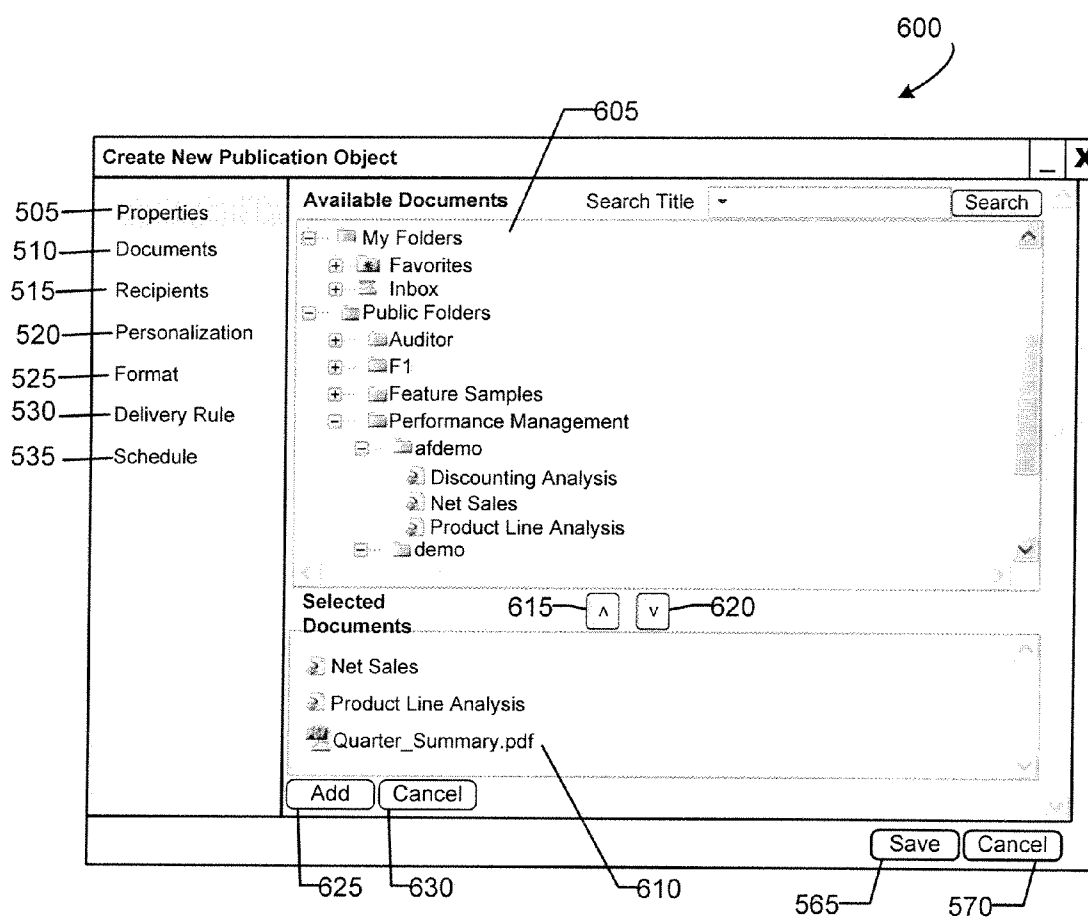 600
605
Create New Publication Object _ X
505 Properties
510 Documents
515 Recipients
520 Personalization
525 Format
530 Delivery Rule
535 Schedule
Available Documents Search Title Search
My Folders
Favorites
Inbox
Public Folders
Auditor
F1
Feature Samples
Performance Management
afdemo
Discounting Analysis
Net Sales
Product Line Analysis
demo
Selected
Documents
615 ʌ v 620
Net Sales
Product Line Analysis
Quarter_Summary.pdf
Add Cancel
Save Cancel
625 630 610 565 570